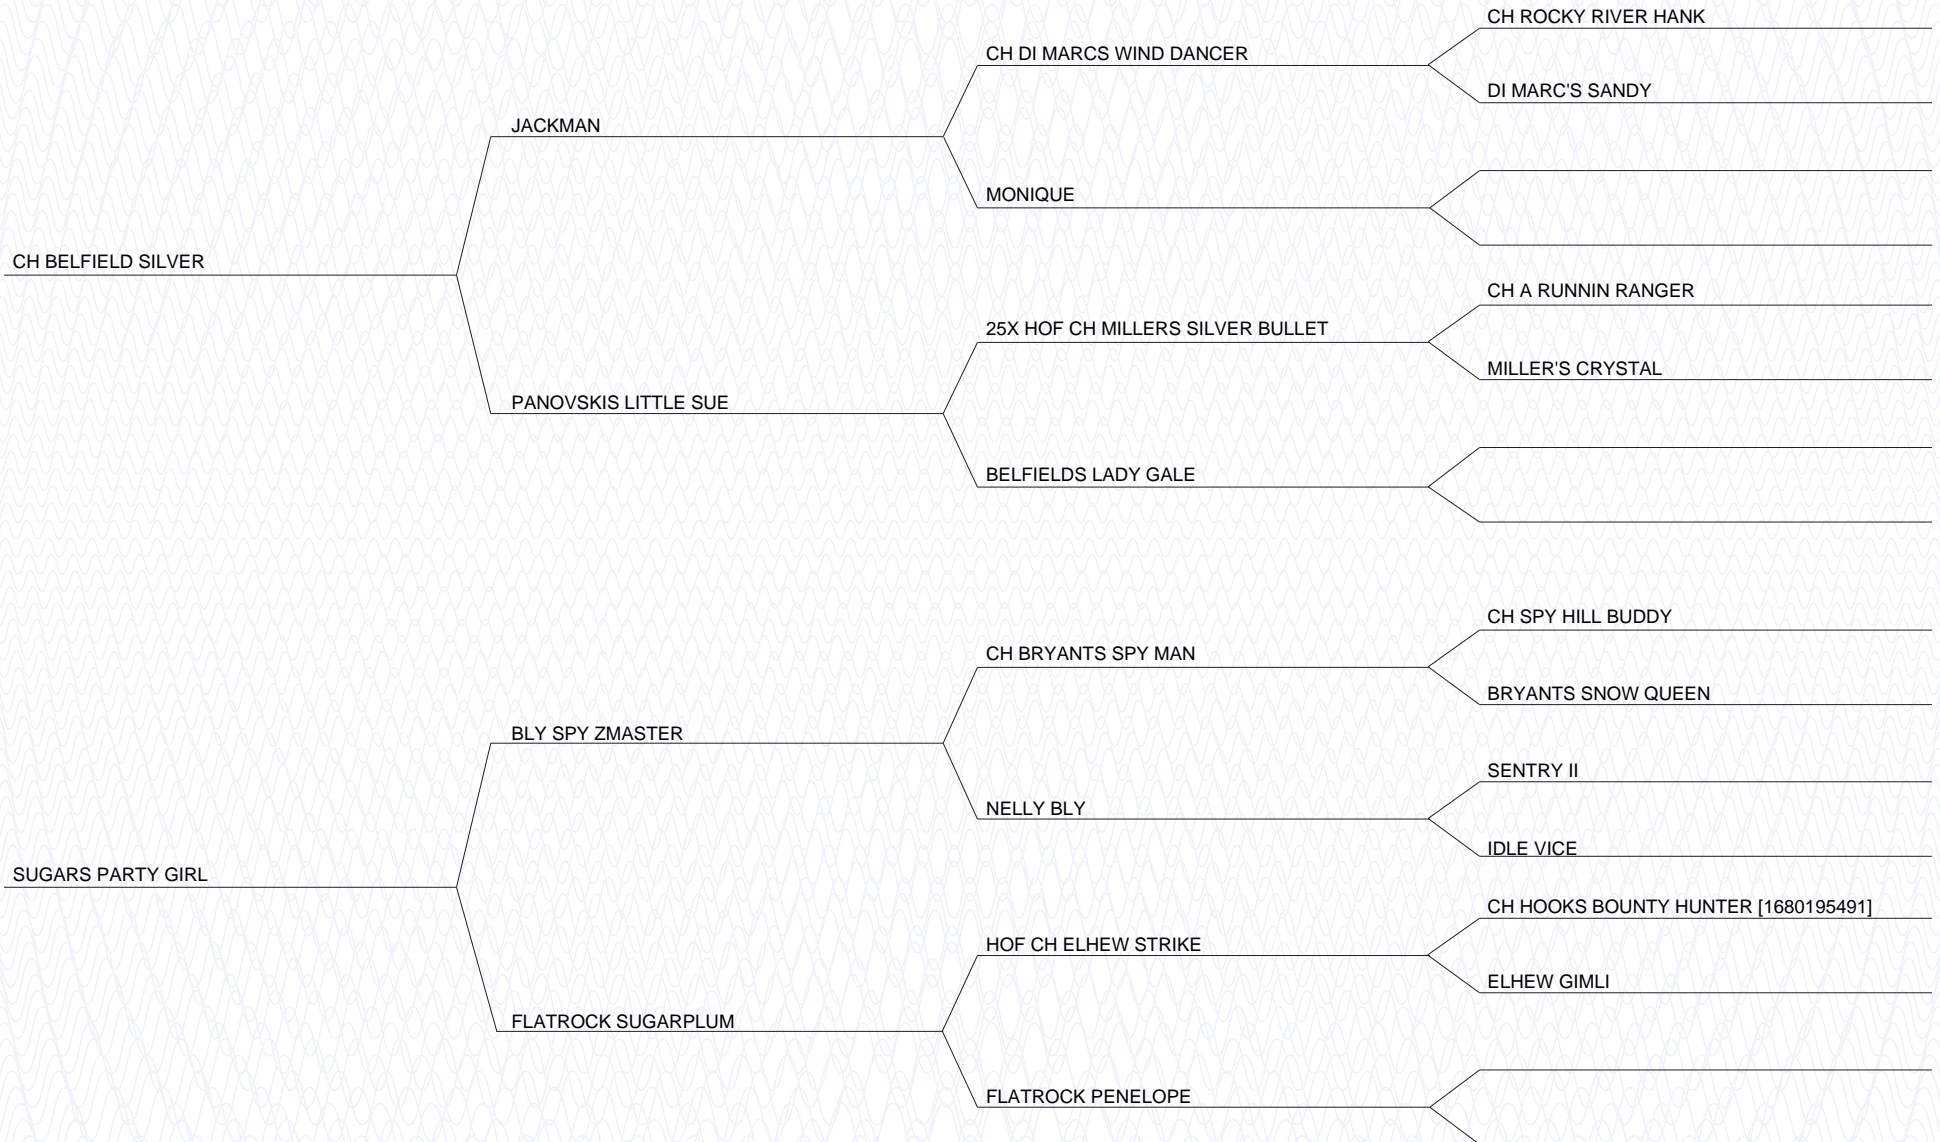 CH ROCKY RIVER HANK
CH DI MARCS WIND DANCER
DI MARC'S SANDY
JACKMAN
MONIQUE
CH BELFIELD SILVER
CH A RUNNIN RANGER
25X HOF CH MILLERS SILVER BULLET
MILLER'S CRYSTAL
PANOVSKIS LITTLE SUE
BELFIELDS LADY GALE
CH SPY HILL BUDDY
CH BRYANTS SPY MAN
BRYANTS SNOW QUEEN
BLY SPY ZMASTER
SENTRY II
NELLY BLY
IDLE VICE
SUGARS PARTY GIRL
CH HOOKS BOUNTY HUNTER [1680195491]
HOF CH ELHEW STRIKE
ELHEW GIMLI
FLATROCK SUGARPLUM
FLATROCK PENELOPE